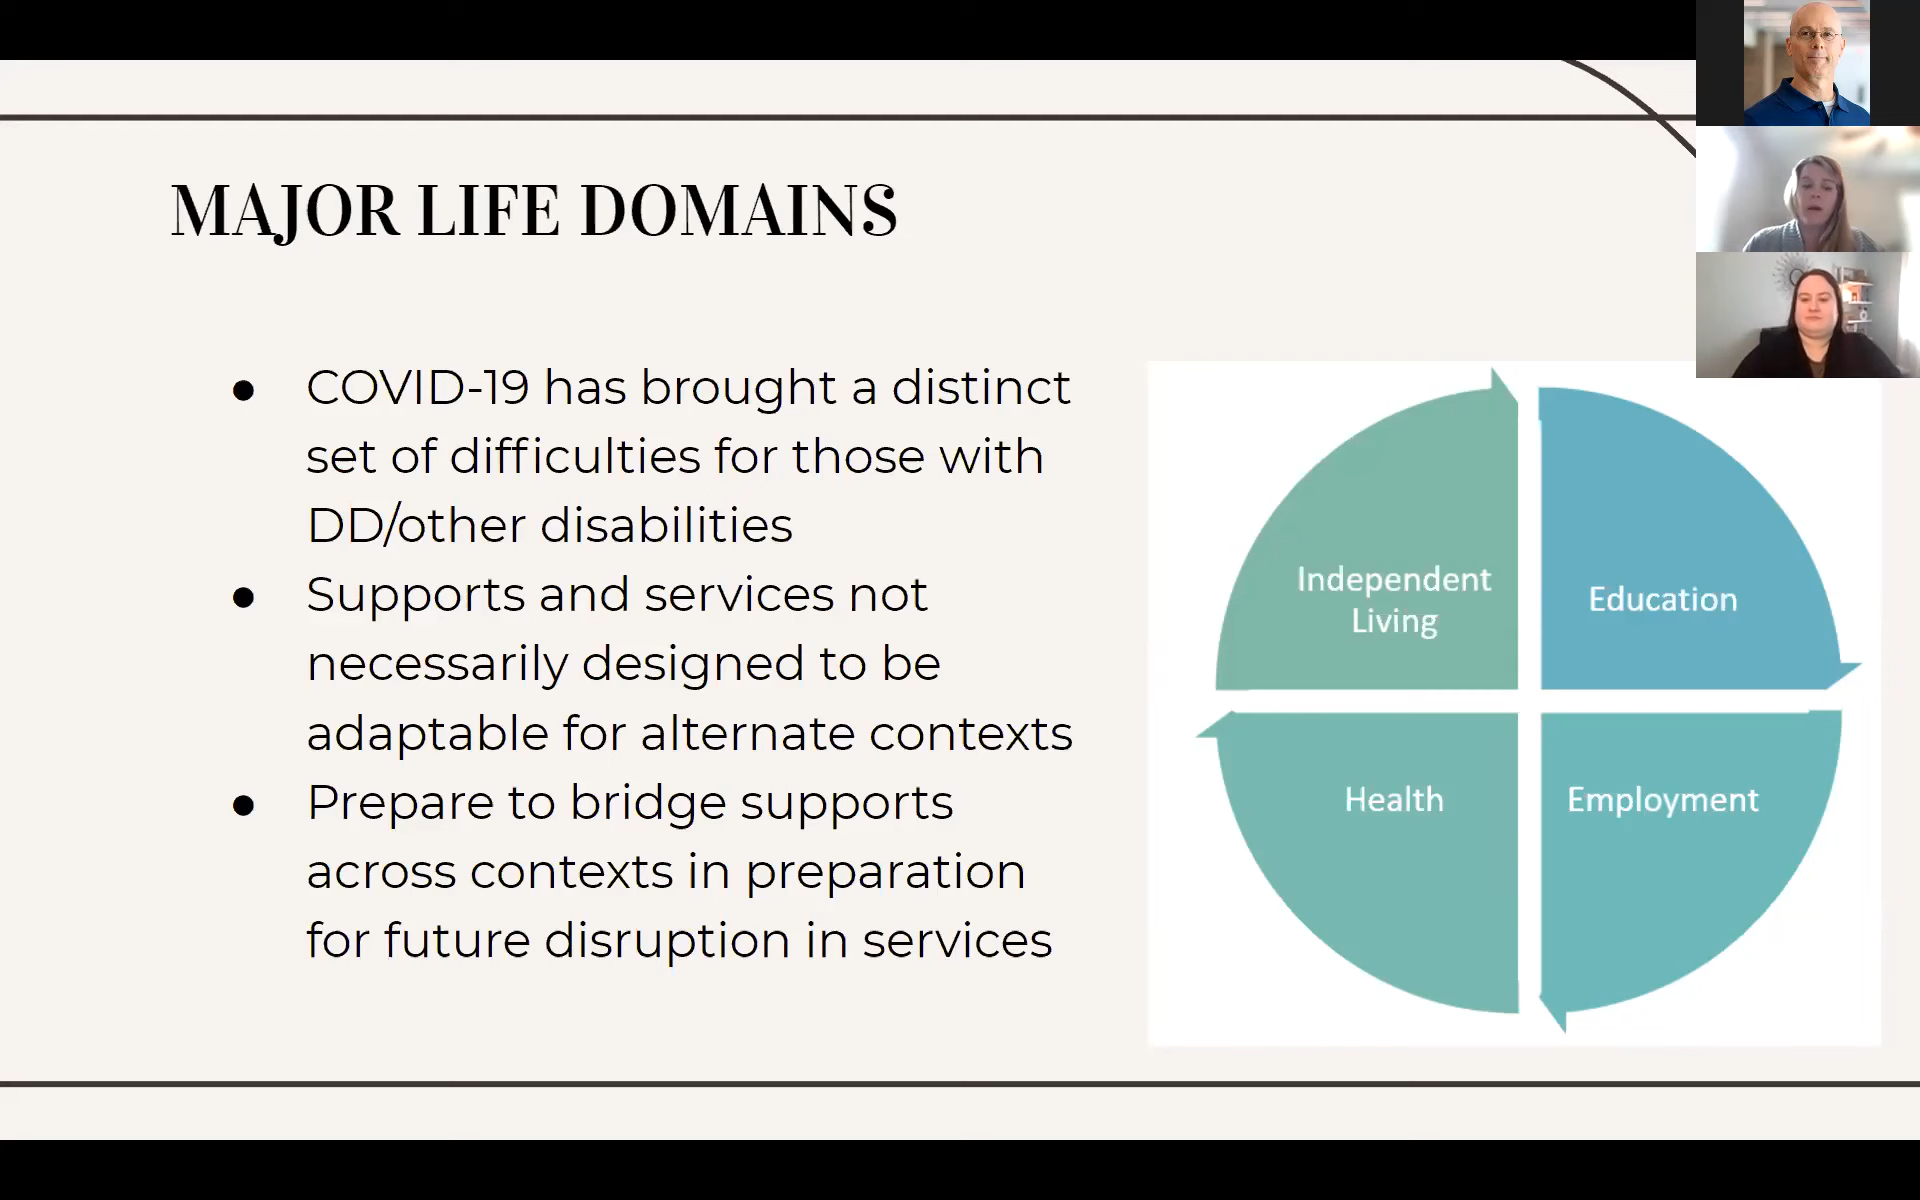 MAJOR LIFE DOMAINS
● COVID-19 has brought a distinct
set of difficulties for those with
DD/other disabilities
● Supports and services not
necessarily designed to be
adaptable for alternate contexts
● Prepare to bridge supports
across contexts in preparation
for future disruption in services
Independent
Living
Education
Health
Employment